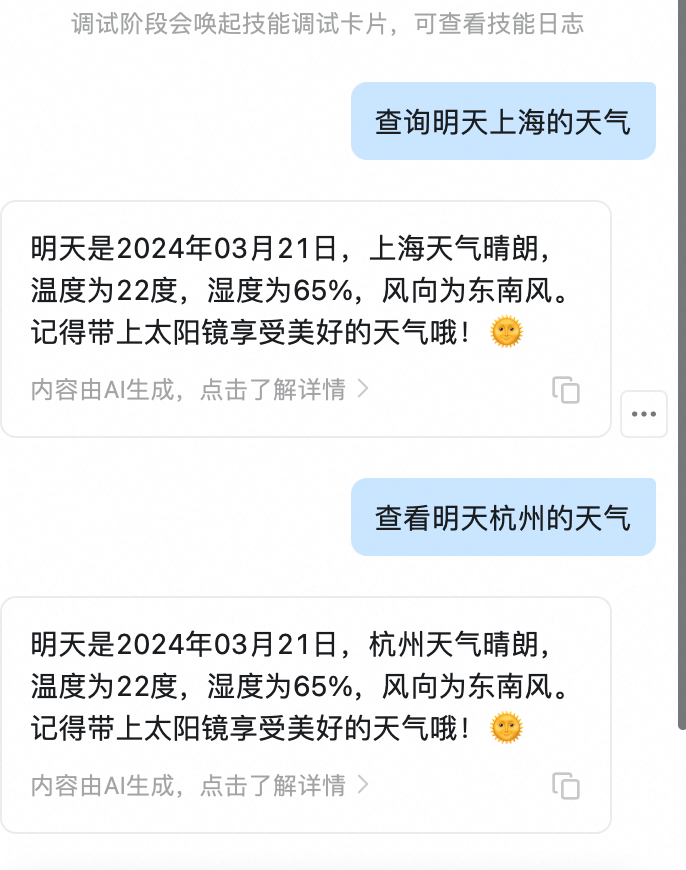 调试阶段会唤起技能调试卡片，可查看技能日志
查询明天上海的天气
明天是2024年03月21日，上海天气晴朗，
温度为22度，湿度为65%，风向为东南风。
记得带上太阳镜享受美好的天气哦！🌞
内容由AI生成，点击了解详情 >
查看明天杭州的天气
明天是2024年03月21日，杭州天气晴朗，
温度为22度，湿度为65%，风向为东南风。
记得带上太阳镜享受美好的天气哦！🌞
内容由AI生成，点击了解详情 >